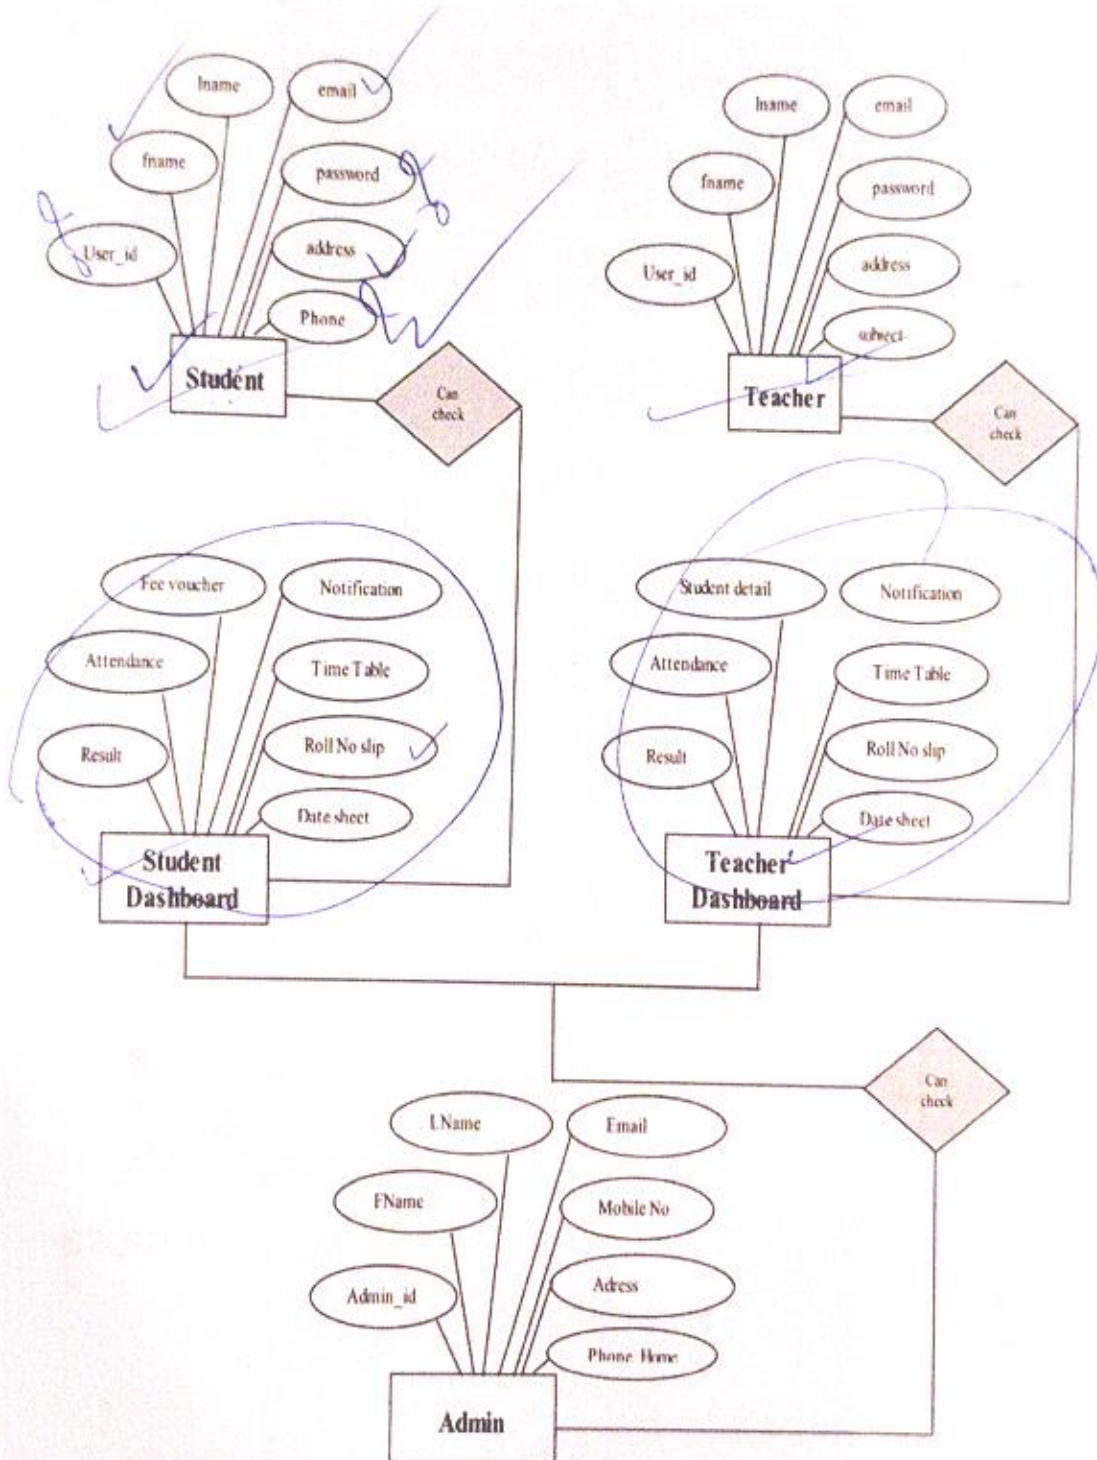 lname
email
fname
password
User_id
address
Phone
Student
Can
check
lname
email
fname
password
User_id
address
subject
Teacher
Can
check
Fee voucher
Notification
Attendance
Time Table
Result
Roll No slip
Date sheet
Student
Dashboard
Student detail
Notification
Attendance
Time Table
Result
Roll No slip
Date sheet
Teacher
Dashboard
Can
check
LName
Email
FName
Mobile No
Admin_id
Adress
Phone Home
Admin